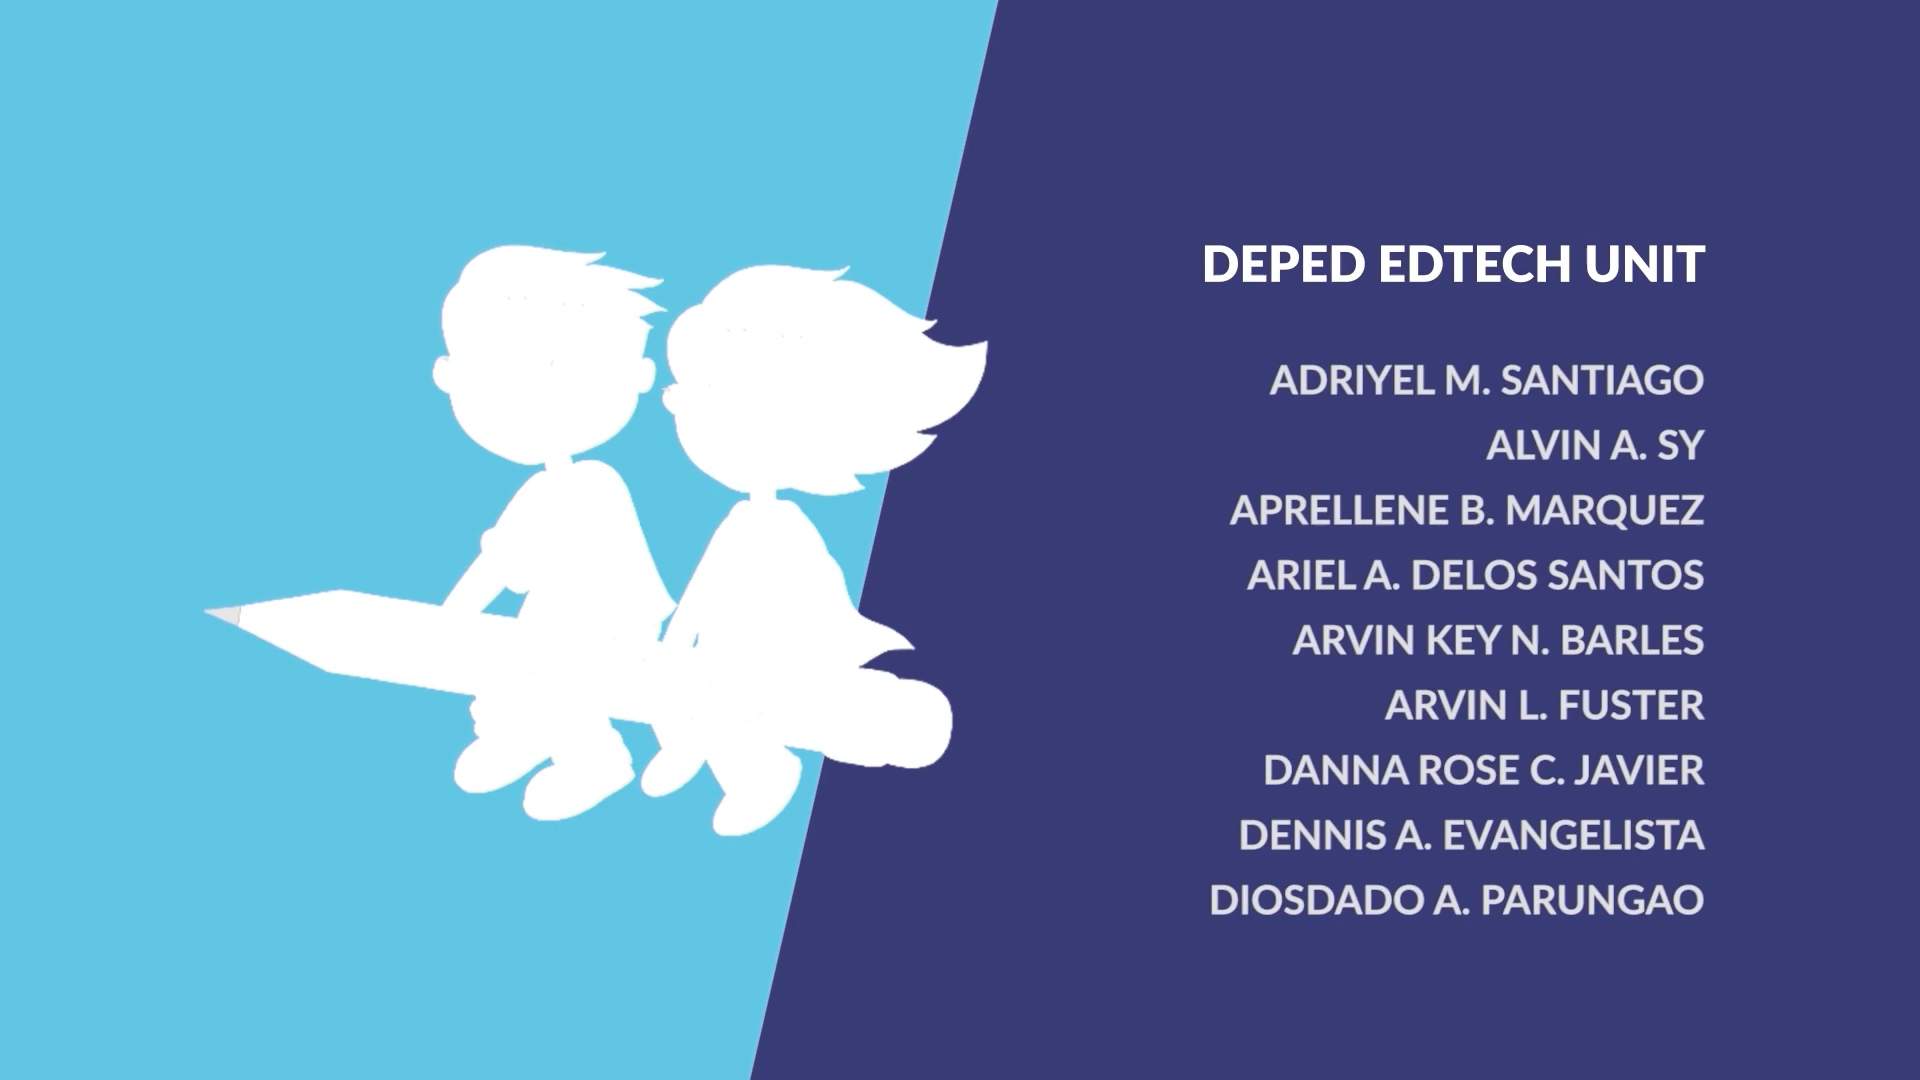 DEPED EDTECH UNIT
ADRIYEL M. SANTIAGO
ALVIN A. SY
APRELLENE B. MARQUEZ
ARIEL A. DELOS SANTOS
ARVIN KEY N. BARLES
ARVIN L. FUSTER
DANNA ROSE C. JAVIER
DENNIS A. EVANGELISTA
DIOSDADO A. PARUNGAO